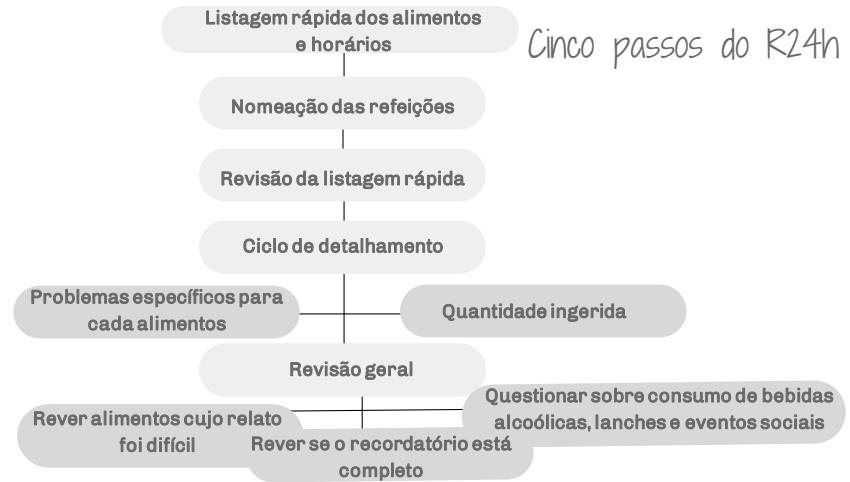 Listagem rápida dos alimentos
e horários
Cinco passos do R24h
Nomeação das refeições
Revisão da listagem rápida
Ciclo de detalhamento
Problemas específicos para
cada alimentos
Quantidade ingerida
Revisão geral
Rever alimentos cujo relato
foi difícil
Rever se o recordatório está
completo
Questionar sobre consumo de bebidas
alcoólicas, lanches e eventos sociais